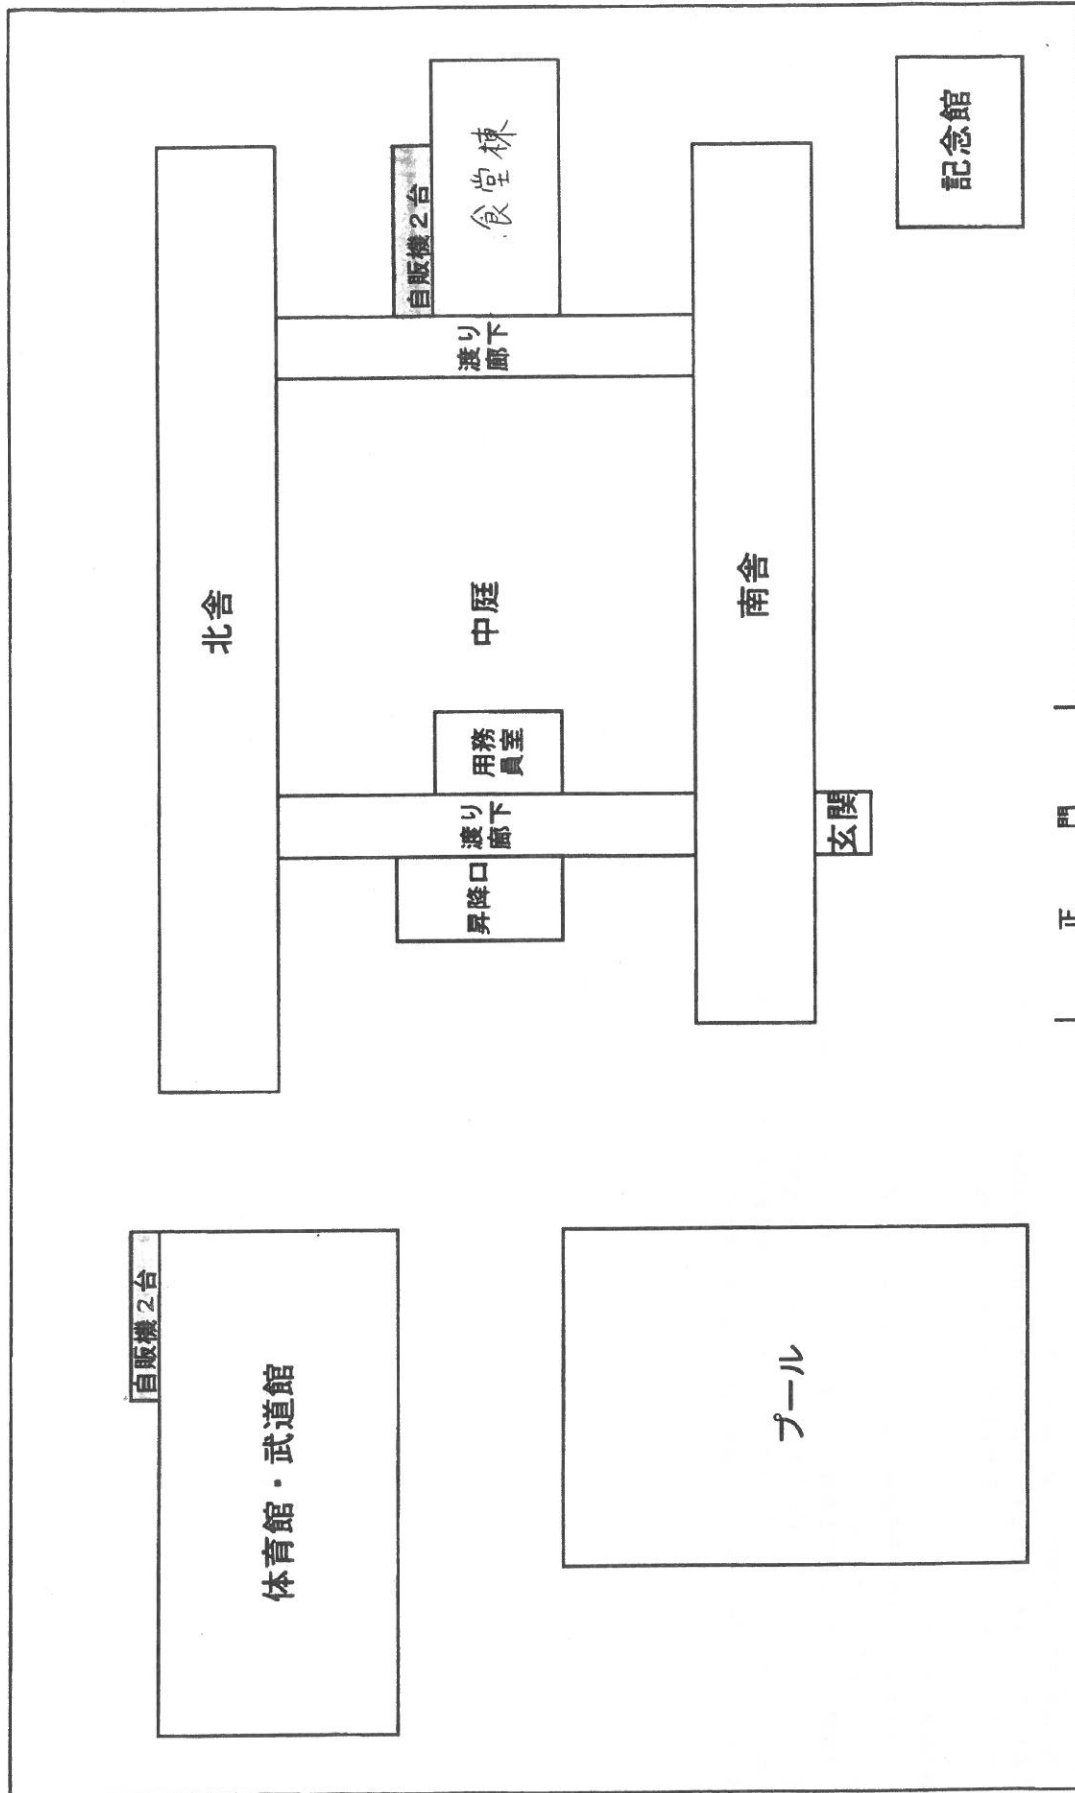 自販機２台
体育館・武道館
プール
北舎
中庭
南舎
昇降口
渡り
廊下
用務
員室
玄関
正門
渡り
廊下
自販機２台
食堂棟
記念館